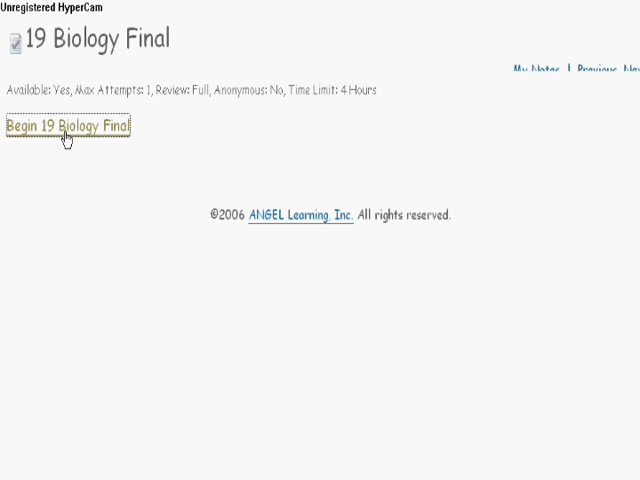 Unregistered HyperCam
19 Biology Final
My Notes | Previous
Available: Yes, Max Attempts: 1, Review: Full, Anonymous: No, Time Limit: 4 Hours
Begin 19 Biology Final
©2006 ANGEL Learning, Inc. All rights reserved.